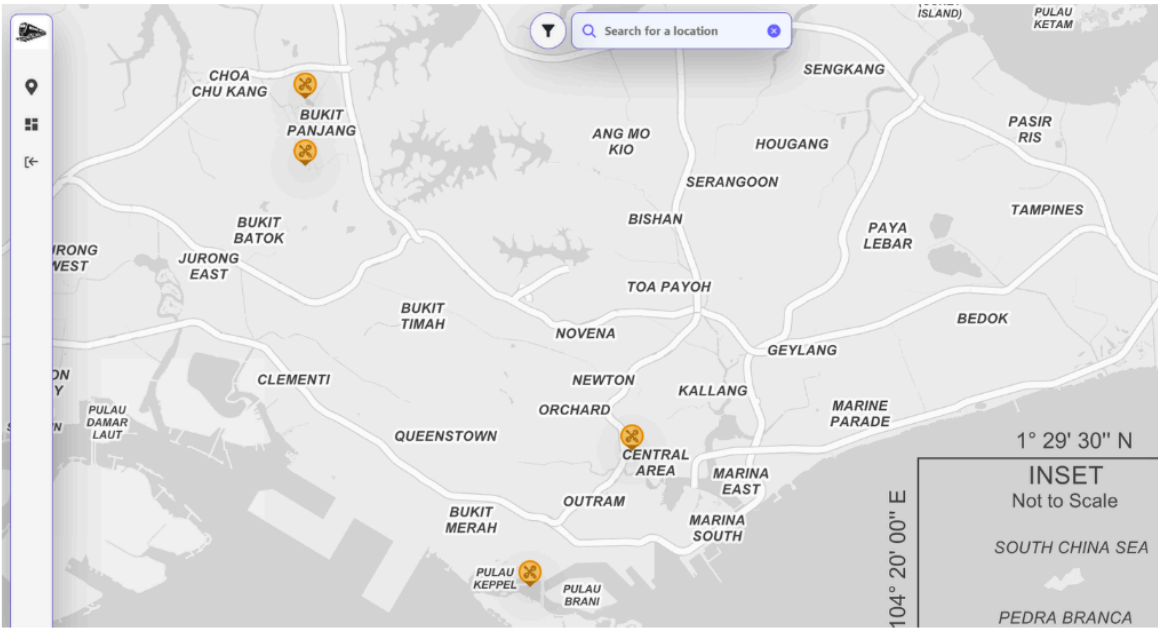 ISLAND)
PULAU
KETAM
Search for a location
SENGKANG
CHOA
CHU KANG
BUKIT
PANJANG
ANG MO
KIO
HOUGANG
PASIR
RIS
SERANGOON
BISHAN
TAMPINES
BUKIT
BATOK
PAYA
LEBAR
JURONG
EAST
TOA PAYOH
BUKIT
TIMAH
NOVENA
BEDOK
GEYLANG
CLEMENTI
NEWTON
KALLANG
ORCHARD
MARINE
PARADE
PULAU
DAMAR
LAUT
QUEENSTOWN
CENTRAL
AREA
MARINA
EAST
OUTRAM
BUKIT
MERAH
MARINA
SOUTH
PULAU
KEPPEL
PULAU
BRANI
1° 29' 30'' N
INSET
Not to Scale
104° 20' 00'' E
SOUTH CHINA SEA
PEDRA BRANCA